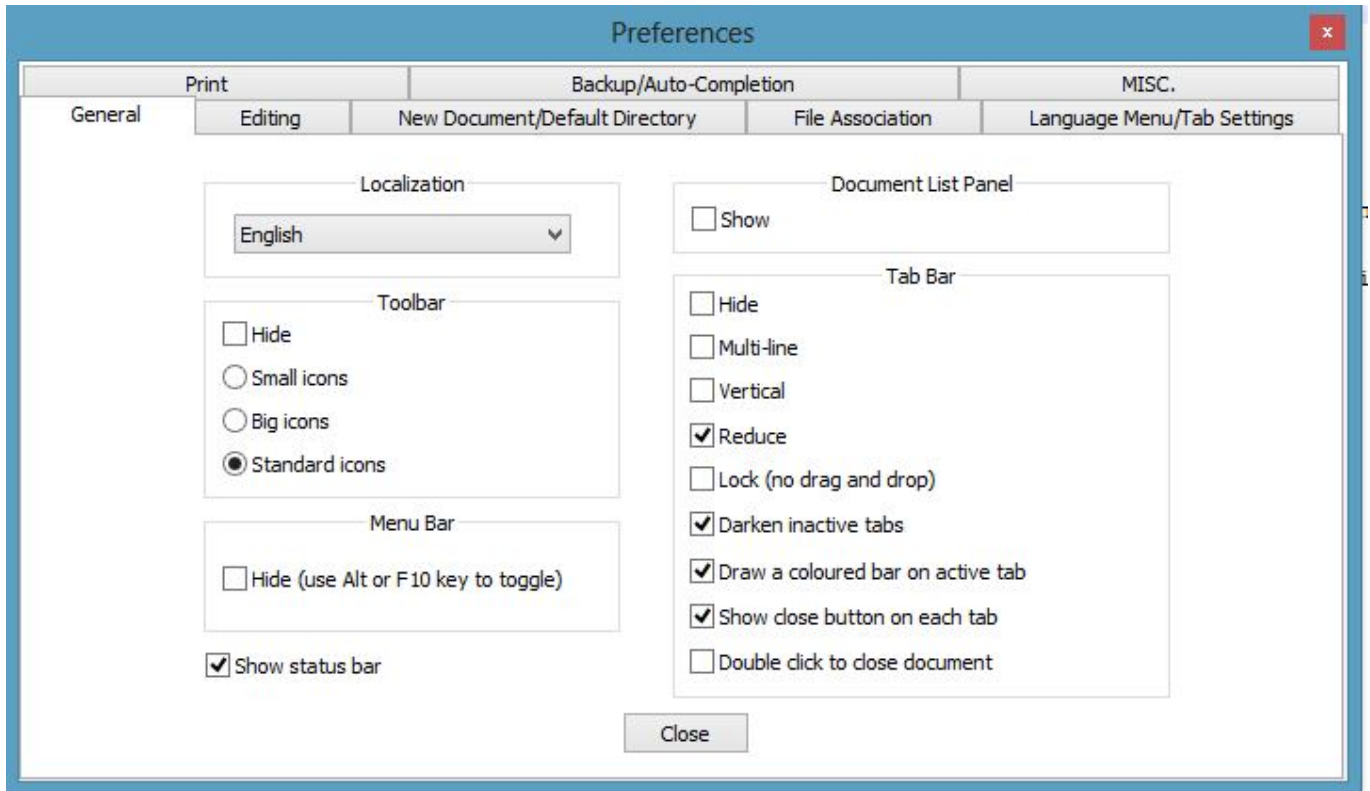 Preferences
x
Print
Backup/Auto-Completion
MISC.
General
Editing
New Document/Default Directory
File Association
Language Menu/Tab Settings
Localization
English
Toolbar
Hide
Small icons
Big icons
Standard icons
Menu Bar
Hide (use Alt or F10 key to toggle)
Show status bar
Document List Panel
Show
Tab Bar
Hide
Multi-line
Vertical
Reduce
Lock (no drag and drop)
Darken inactive tabs
Draw a coloured bar on active tab
Show close button on each tab
Double click to close document
Close